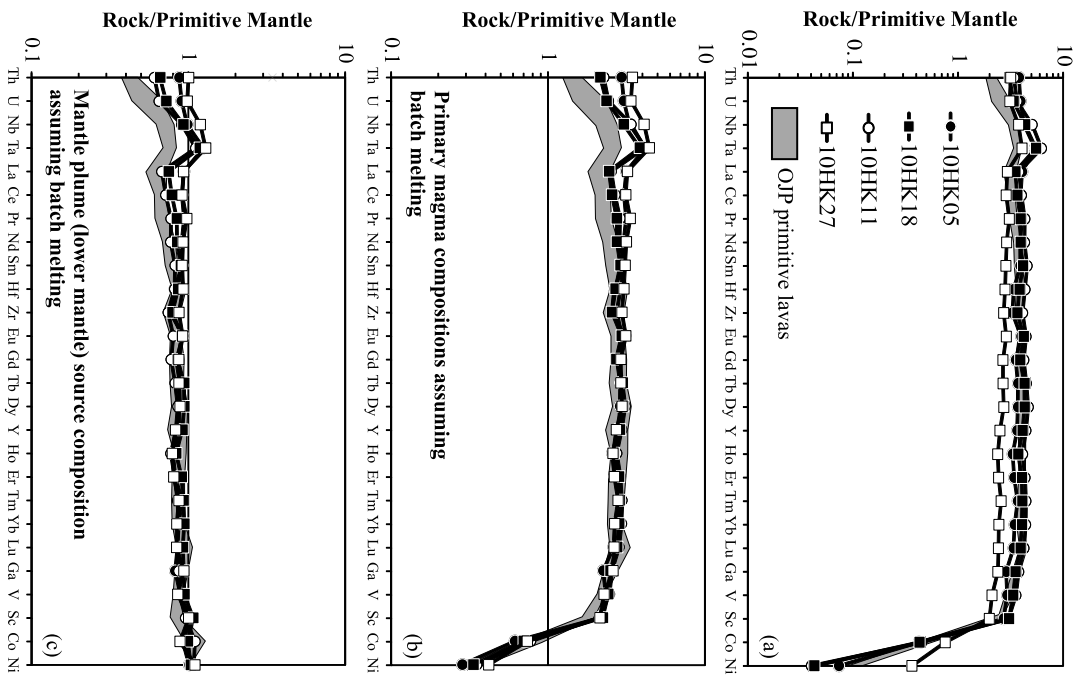 Rock/Primitive Mantle
10
1
0.1
0.01
10HK05
10HK18
10HK11
10HK27
OJP primitive lavas
(a)
Th U Nb Ta La Ce Pr Nd Sm Hf Zr Eu Gd Tb Dy Y Ho Er Tm Yb Lu Ga V Sc Co Ni
Rock/Primitive Mantle
10
1
0.1
Primary magma compositions assuming
batch melting
(b)
Th U Nb Ta La Ce Pr Nd Sm Hf Zr Eu Gd Tb Dy Y Ho Er Tm Yb Lu Ga V Sc Co Ni
Rock/Primitive Mantle
10
1
0.1
Mantle plume (lower mantle) source composition
assuming batch melting
(c)
Th U Nb Ta La Ce Pr Nd Sm Hf Zr Eu Gd Tb Dy Y Ho Er Tm Yb Lu Ga V Sc Co Ni